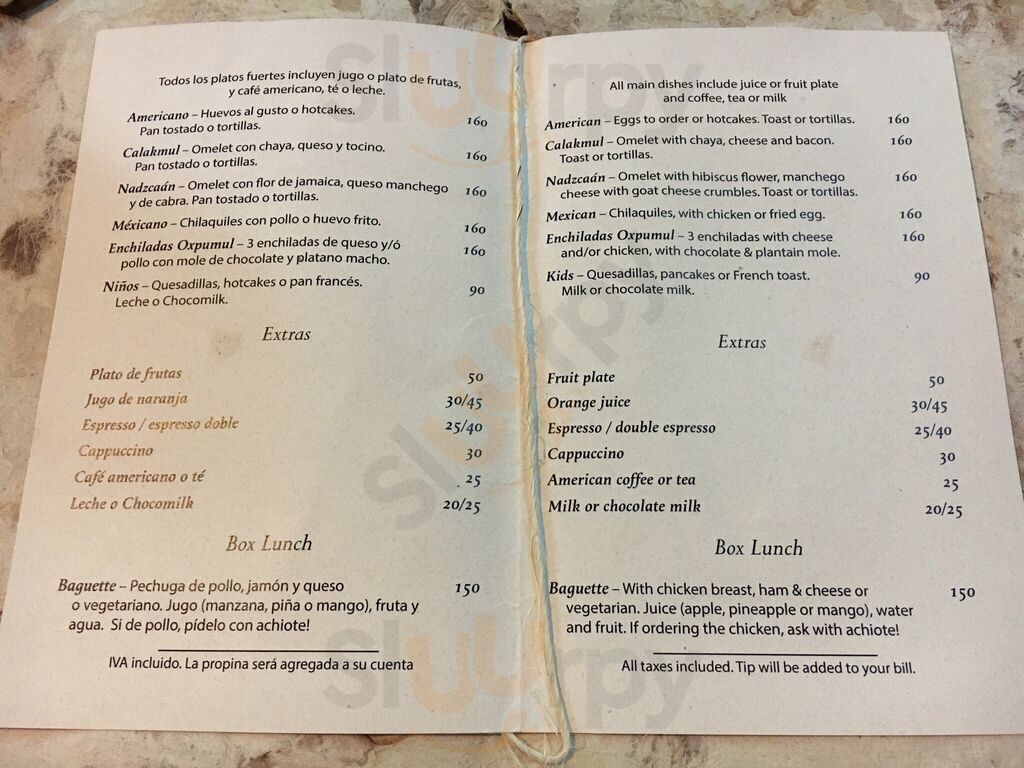 Todos los platos fuertes incluyen jugo o plato de frutas,
y café americano, té o leche.
Americano – Huevos al gusto o hotcakes.
Pan tostado o tortillas. 160
Calakmul – Omelet con chaya, queso y tocino.
Pan tostado o tortillas. 160
Nadzcaán – Omelet con flor de jamaica, queso manchego
y de cabra. Pan tostado o tortillas. 160
Méxicano – Chilaquiles con pollo o huevo frito. 160
Enchiladas Oxpumul – 3 enchiladas de queso y/ó
pollo con mole de chocolate y platano macho. 160
Niños – Quesadillas, hotcakes o pan francés.
Leche o Chocomilk. 90
Extras
Plato de frutas 50
Jugo de naranja 30/45
Espresso / espresso doble 25/40
Cappuccino 30
Café americano o té 25
Leche o Chocomilk 20/25
Box Lunch
Baguette – Pechuga de pollo, jamón y queso 150
o vegetariano. Jugo (manzana, piña o mango), fruta y
agua. Si de pollo, pídelo con achiote!
IVA incluido. La propina será agregada a su cuenta
All main dishes include juice or fruit plate
and coffee, tea or milk
American – Eggs to order or hotcakes. Toast or tortillas. 160
Calakmul – Omelet with chaya, cheese and bacon. 160
Toast or tortillas.
Nadzcaán – Omelet with hibiscus flower, manchego 160
cheese with goat cheese crumbles. Toast or tortillas.
Mexican – Chilaquiles, with chicken or fried egg. 160
Enchiladas Oxpumul – 3 enchiladas with cheese 160
and/or chicken, with chocolate & plantain mole.
Kids – Quesadillas, pancakes or French toast. 90
Milk or chocolate milk.
Extras
Fruit plate 50
Orange juice 30/45
Espresso / double espresso 25/40
Cappuccino 30
American coffee or tea 25
Milk or chocolate milk 20/25
Box Lunch
Baguette – With chicken breast, ham & cheese or 150
vegetarian. Juice (apple, pineapple or mango), water
and fruit. If ordering the chicken, ask with achiote!
All taxes included. Tip will be added to your bill.
Sluurpy
Sluurpy
Sluurpy